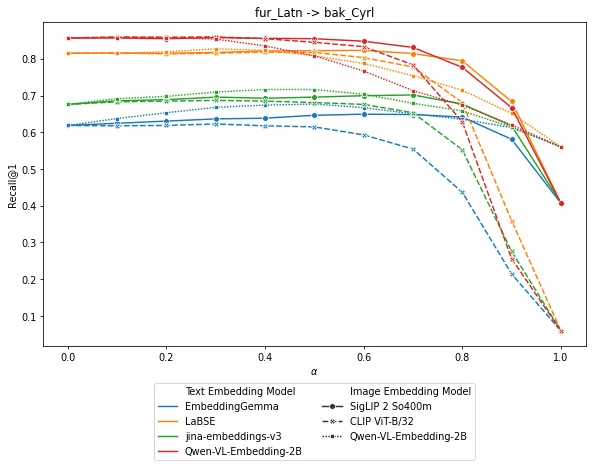 fur_Latn -> bak_Cyrl
Recall@1
0.8
0.7
0.6
0.5
0.4
0.3
0.2
0.1
0.0 0.2 0.4 0.6 0.8 1.0
α
Text Embedding Model Image Embedding Model
EmbeddingGemma SigLIP 2 So400m
LaBSE CLIP ViT-B/32
jina-embeddings-v3 Qwen-VL-Embedding-2B
Qwen-VL-Embedding-2B